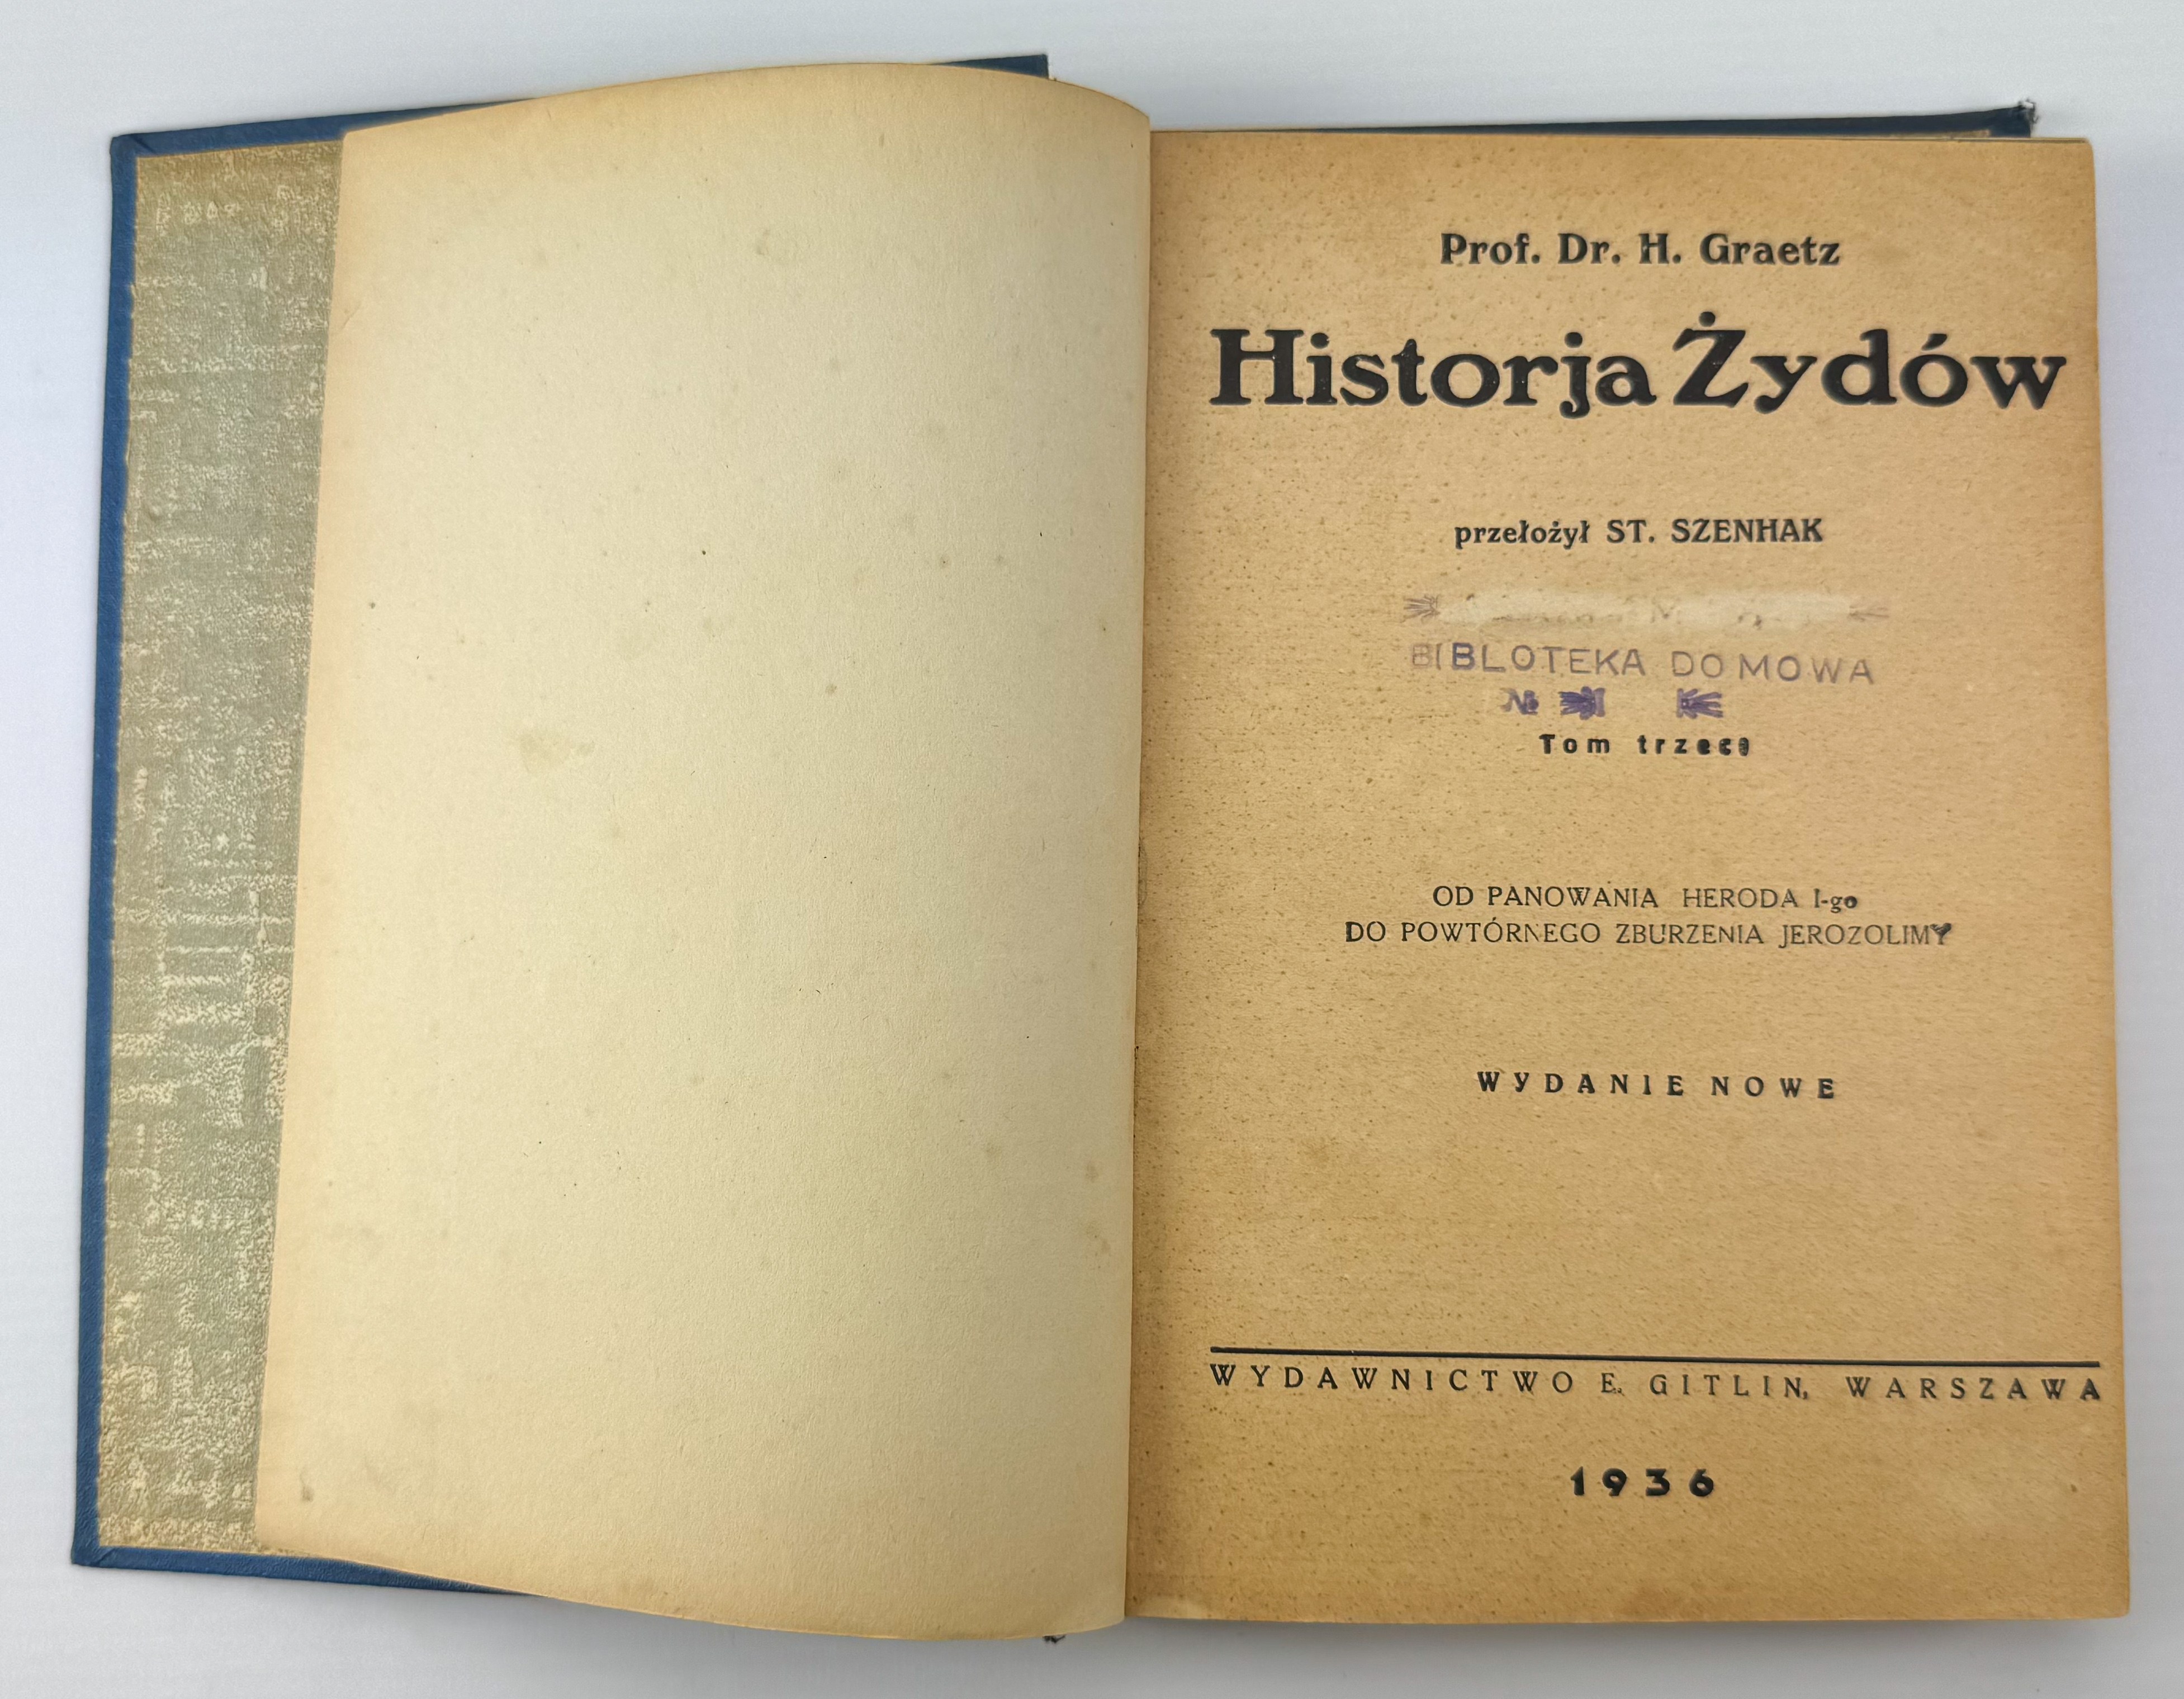 Prof. Dr. H. Graetz
Historja Żydów
przełożył ST. SZENHAK
BIBLOTEKA DOMOWA
№
Tom trzeci
OD PANOWANIA HERODA I-go
DO POWTÓRNEGO ZBURZENIA JEROZOLIMY
WYDANIE NOWE
WYDAWNICTWO E. GITLIN, WARSZAWA
1936